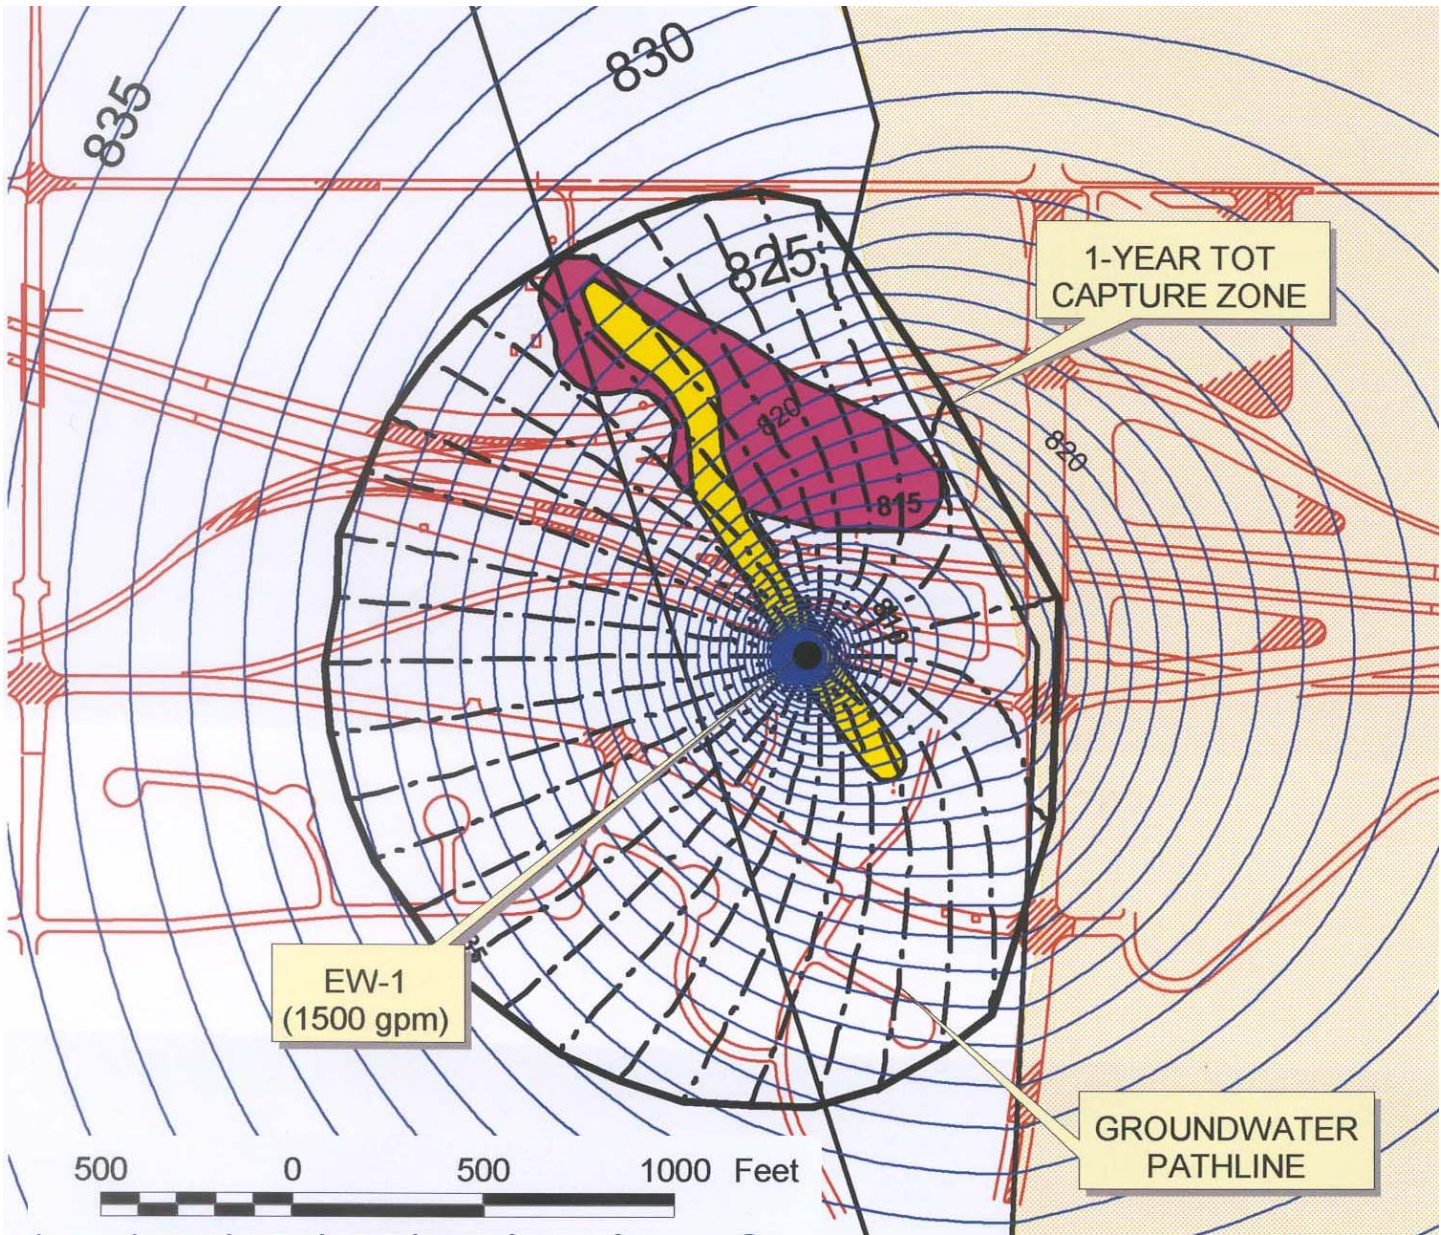 835
830
825
1-YEAR TOT
CAPTURE ZONE
820
820
815
810
EW-1
(1500 gpm)
GROUNDWATER
PATHLINE
500 0 500 1000 Feet